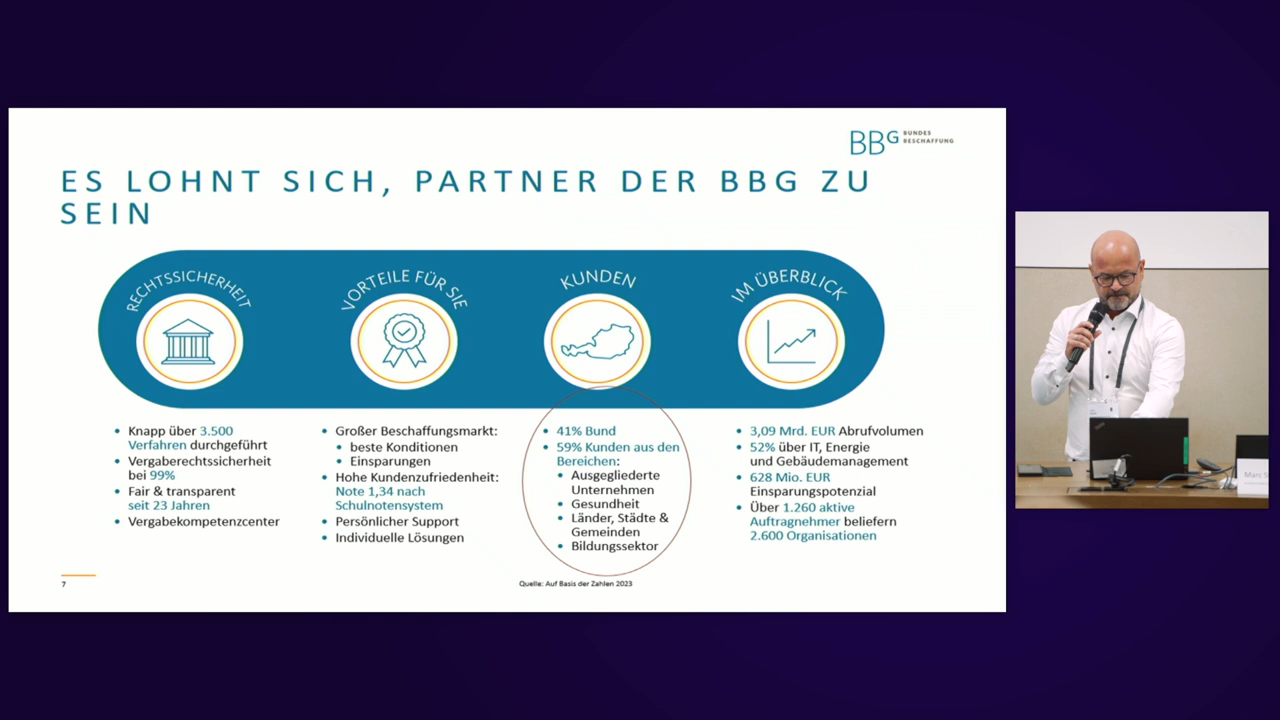 BBG BUNDES
BESCHAFFUNG
ES LOHNT SICH, PARTNER DER BBG ZU
SEIN
RECHTSSICHERHEIT
VORTEILE FÜR SIE
KUNDEN
IM ÜBERBLICK
• Knapp über 3.500
Verfahren durchgeführt
• Vergaberechtssicherheit
bei 99%
• Fair & transparent
seit 23 Jahren
• Vergabekompetenzcenter
• Großer Beschaffungsmarkt:
• beste Konditionen
• Einsparungen
• Hohe Kundenzufriedenheit:
Note 1,34 nach
Schulnotensystem
• Persönlicher Support
• Individuelle Lösungen
• 41% Bund
• 59% Kunden aus den
Bereichen:
• Ausgegliederte
Unternehmen
• Gesundheit
• Länder, Städte &
Gemeinden
• Bildungssektor
• 3,09 Mrd. EUR Abrufvolumen
• 52% über IT, Energie
und Gebäudemanagement
• 628 Mio. EUR
Einsparungspotenzial
• Über 1.260 aktive
Auftragnehmer beliefern
2.600 Organisationen
7
Quelle: Auf Basis der Zahlen 2023
Marc